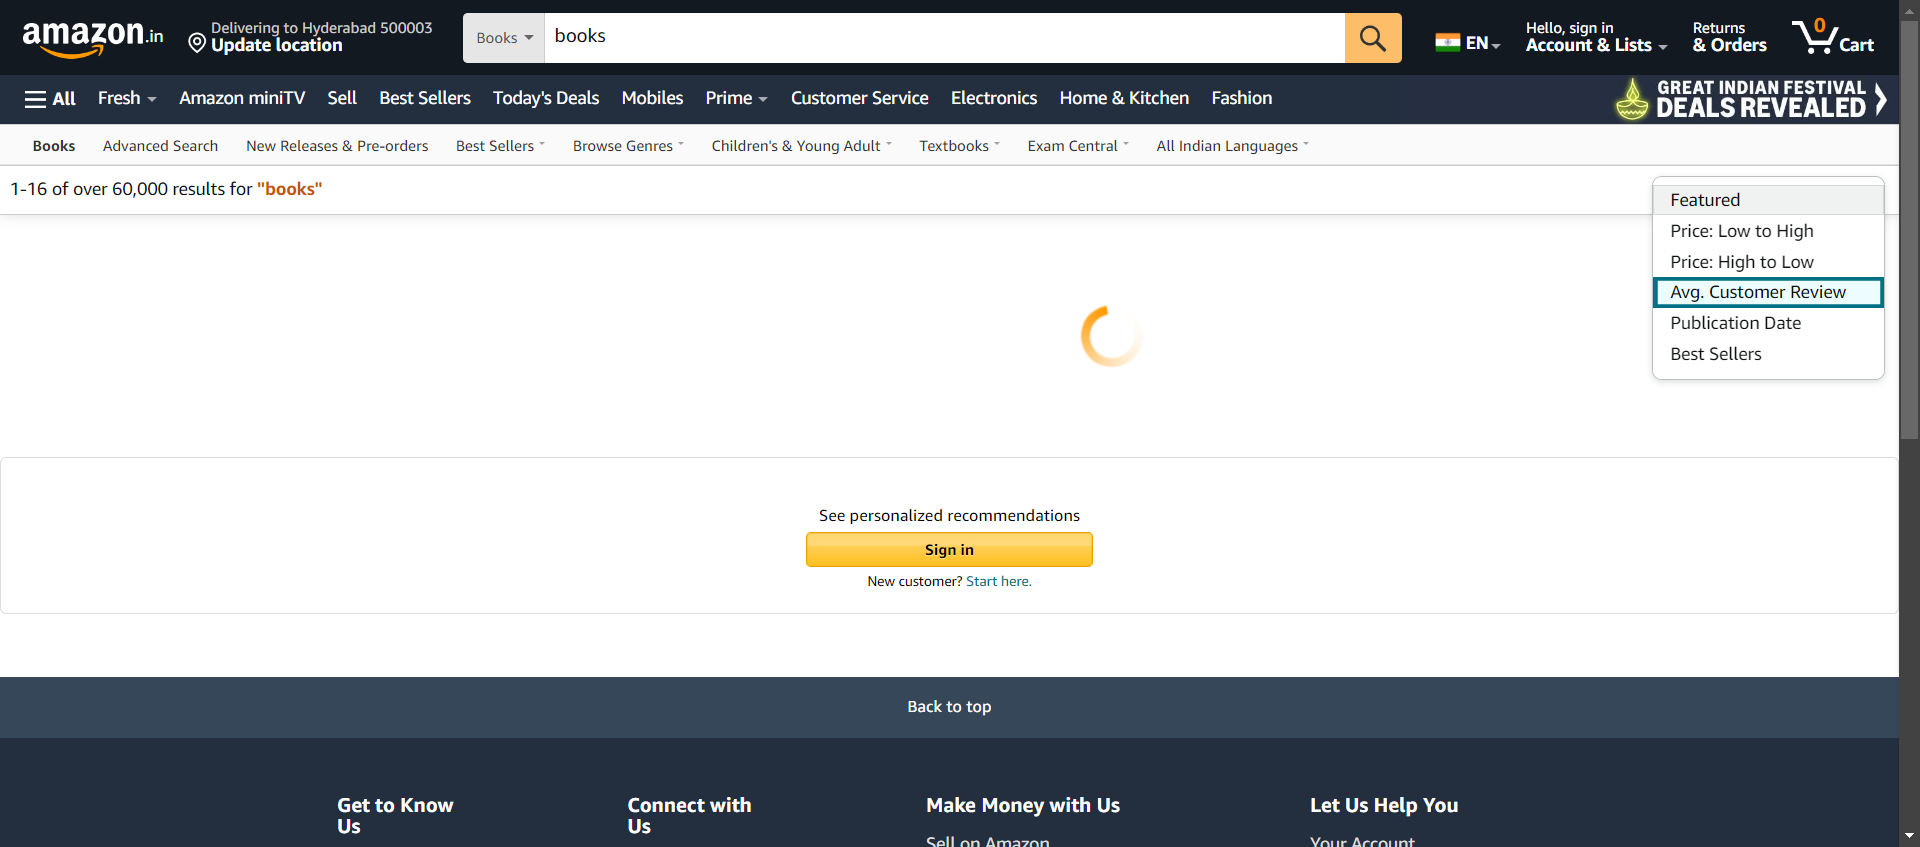 amazon.in
Delivering to Hyderabad 500003
Update location
Books
books
EN
Hello, sign in
Account & Lists
Returns
& Orders
0
Cart
All
Fresh
Amazon miniTV
Sell
Best Sellers
Today's Deals
Mobiles
Prime
Customer Service
Electronics
Home & Kitchen
Fashion
GREAT INDIAN FESTIVAL
DEALS REVEALED
Books
Advanced Search
New Releases & Pre-orders
Best Sellers
Browse Genres
Children's & Young Adult
Textbooks
Exam Central
All Indian Languages
1-16 of over 60,000 results for "books"
Featured
Price: Low to High
Price: High to Low
Avg. Customer Review
Publication Date
Best Sellers
See personalized recommendations
Sign in
New customer? Start here.
Back to top
Get to Know
Us
Connect with
Us
Make Money with Us
Sell on Amazon
Let Us Help You
Your Account